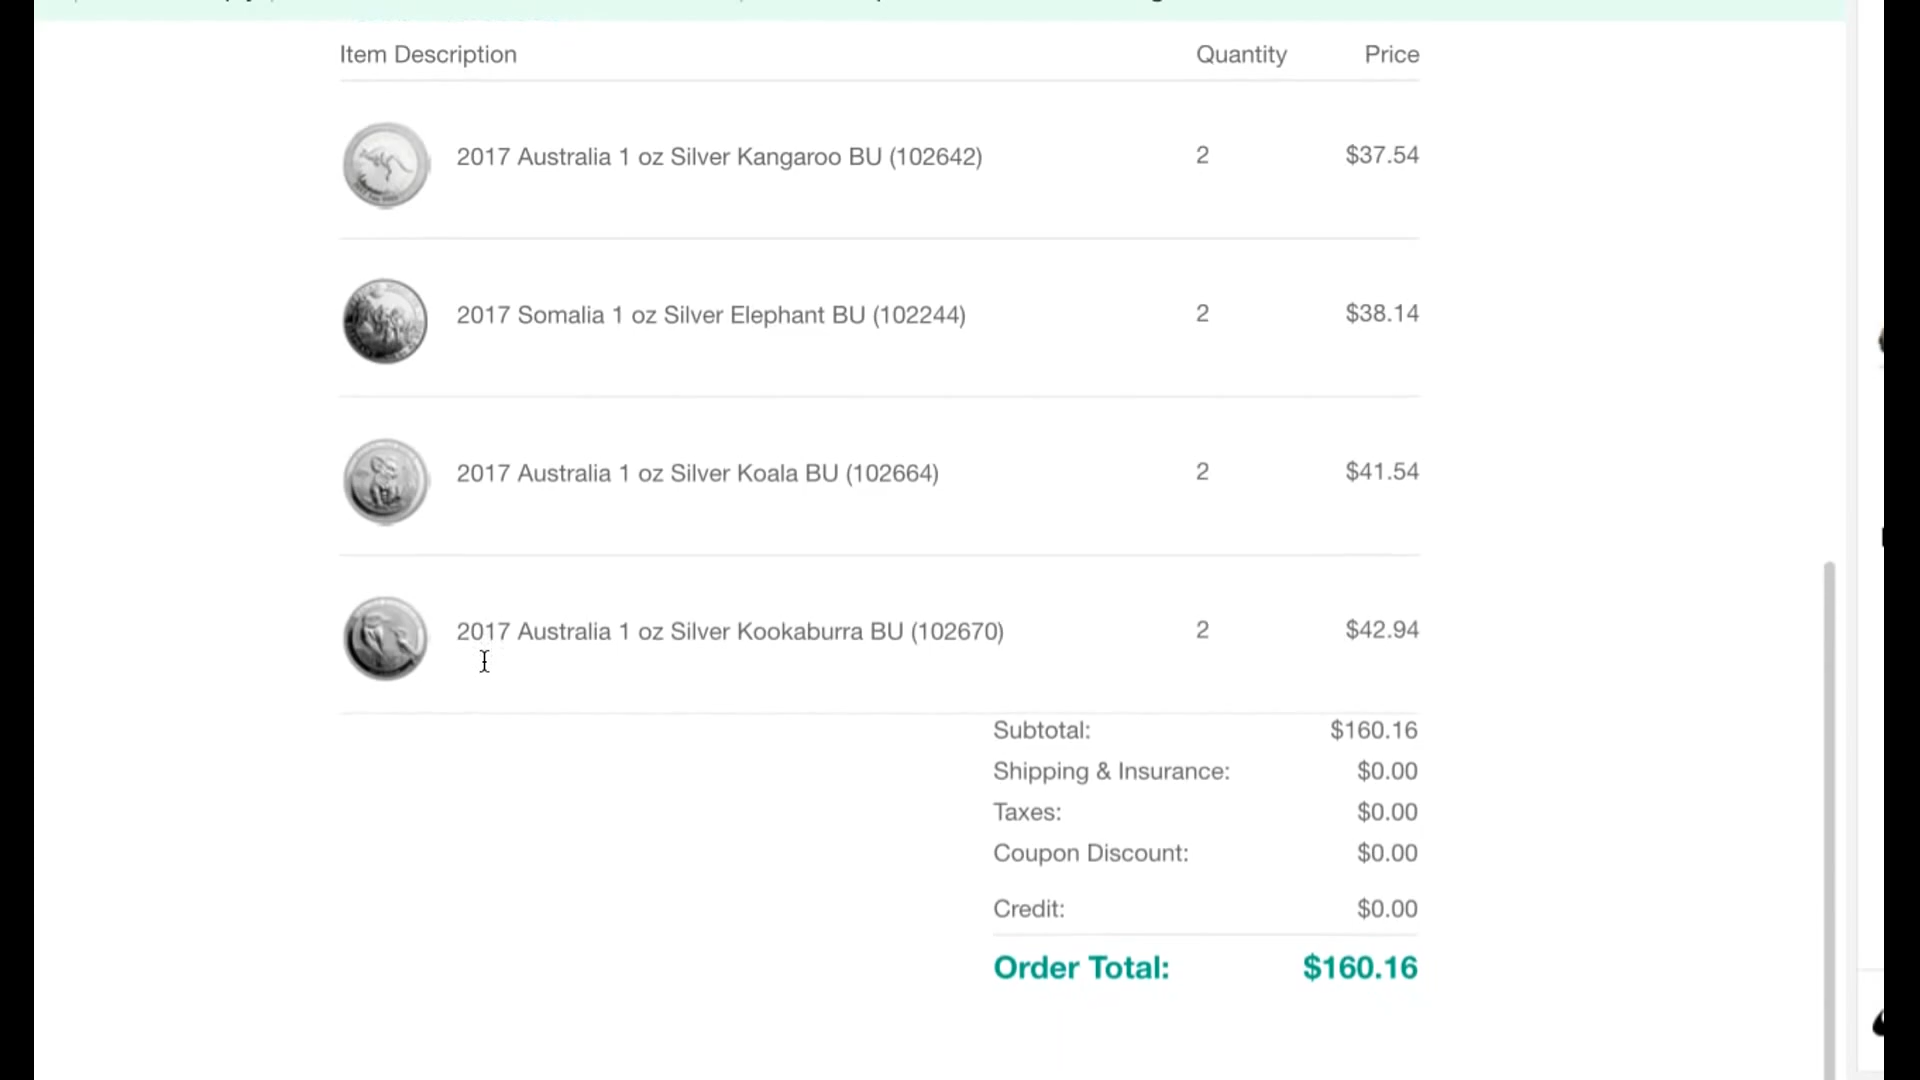 Item Description Quantity Price
2017 Australia 1 oz Silver Kangaroo BU (102642) 2 $37.54
2017 Somalia 1 oz Silver Elephant BU (102244) 2 $38.14
2017 Australia 1 oz Silver Koala BU (102664) 2 $41.54
2017 Australia 1 oz Silver Kookaburra BU (102670) 2 $42.94
Subtotal: $160.16
Shipping & Insurance: $0.00
Taxes: $0.00
Coupon Discount: $0.00
Credit: $0.00
Order Total: $160.16